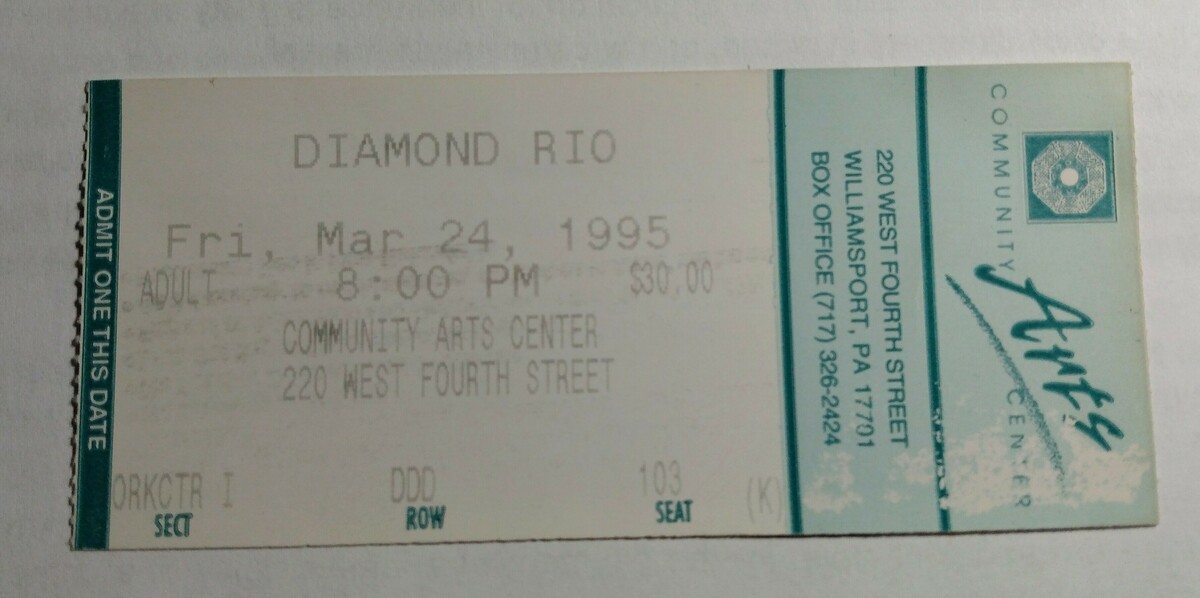 ADMIT ONE THIS DATE
DIAMOND RIO
Fri, Mar 24, 1995
ADULT 8:00 PM $30.00
COMMUNITY ARTS CENTER
220 WEST FOURTH STREET
ORKCTR I DDD 103 (K)
SECT ROW SEAT
220 WEST FOURTH STREET
WILLIAMSPORT, PA 17701
BOX OFFICE (717) 326-2424
COMMUNITY
Arts
CENTER